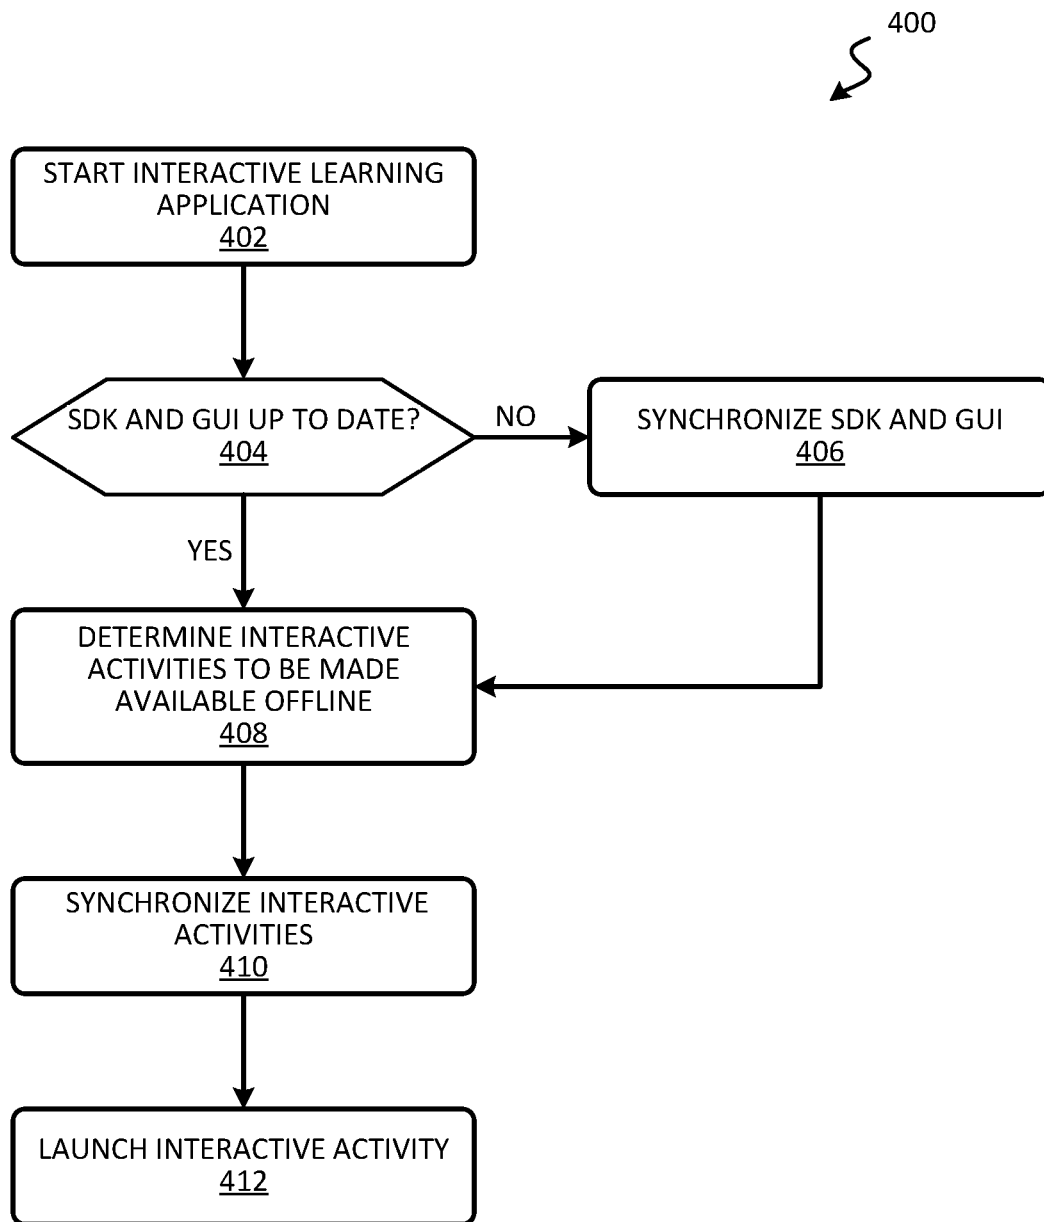 400
START INTERACTIVE LEARNING
APPLICATION
402
SDK AND GUI UP TO DATE?
404
NO
SYNCHRONIZE SDK AND GUI
406
YES
DETERMINE INTERACTIVE
ACTIVITIES TO BE MADE
AVAILABLE OFFLINE
408
SYNCHRONIZE INTERACTIVE
ACTIVITIES
410
LAUNCH INTERACTIVE ACTIVITY
412